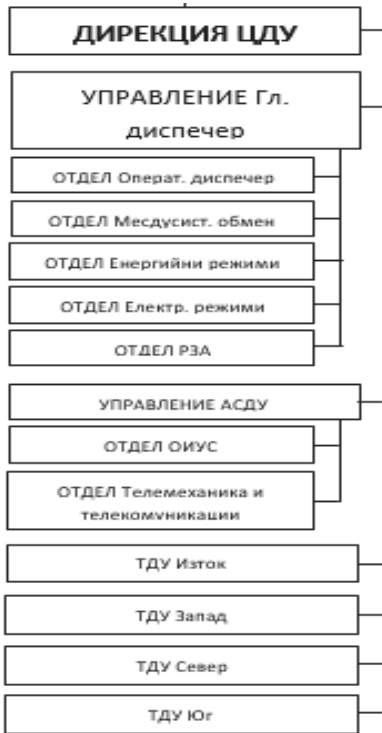 ДИРЕКЦИЯ ЦДУ
УПРАВЛЕНИЕ Гл.
диспечер
ОТДЕЛ Операт. диспечер
ОТДЕЛ Месдусист. обмен
ОТДЕЛ Енергийни режими
ОТДЕЛ Електр. режими
ОТДЕЛ РЗА
УПРАВЛЕНИЕ АСДУ
ОТДЕЛ ОИУС
ОТДЕЛ Телемеханика и
телекомуникации
ТДУ Изток
ТДУ Запад
ТДУ Север
ТДУ Юг